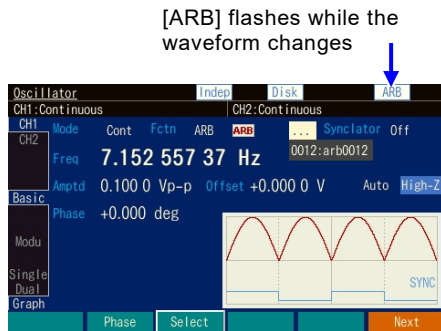 [ARB] flashes while the
waveform changes
Oscillator Indep Disk ARB
CH1:Continuous CH2:Continuous
CH1 Mode Cont Fctn ARB ARB ... Synclator Off
CH2
0012:arb0012
Freq 7.152 557 37 Hz
Amptd 0.100 0 Vp-p Offset +0.000 0 V Auto High-Z
Basic
Phase +0.000 deg
Modu
Single
Dual
SYNC
Graph
Phase Select Next